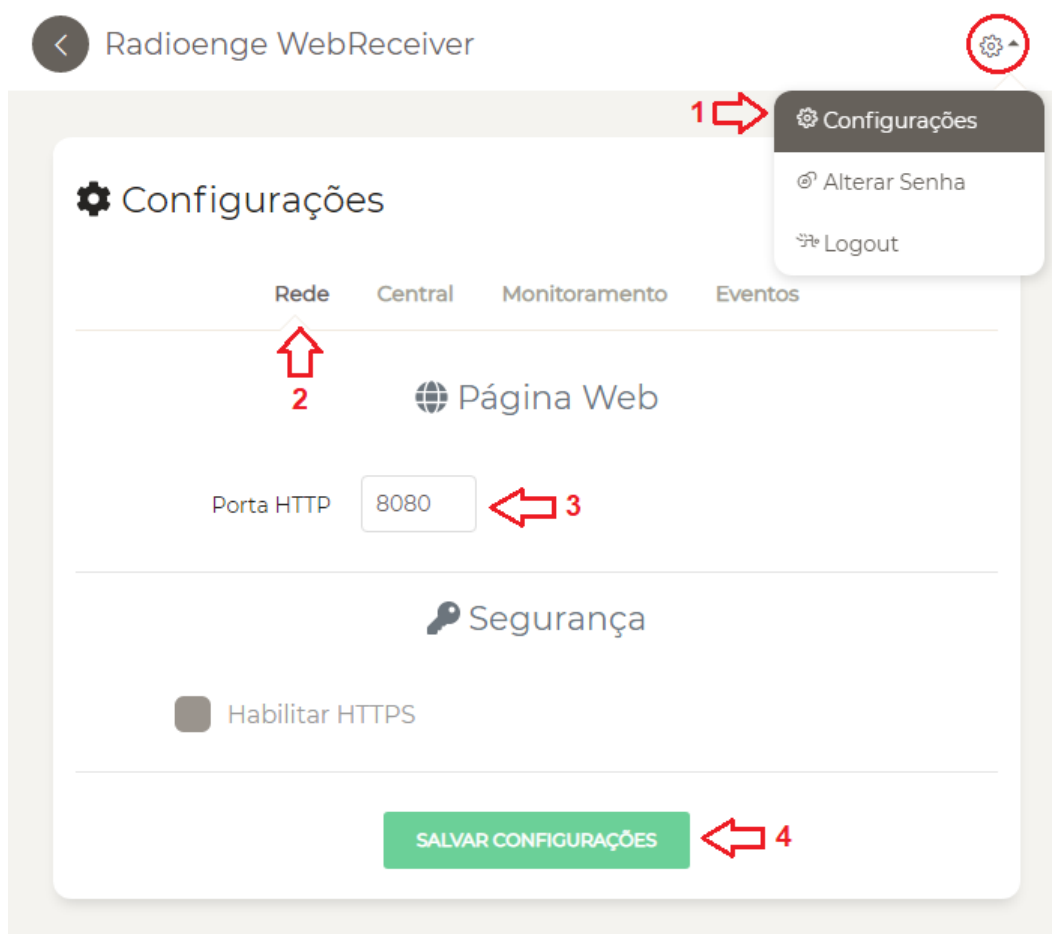 Radioenge WebReceiver
1
Configurações
Alterar Senha
Logout
Configurações
Rede Central Monitoramento Eventos
2
Página Web
Porta HTTP 8080 3
Segurança
Habilitar HTTPS
SALVAR CONFIGURAÇÕES 4